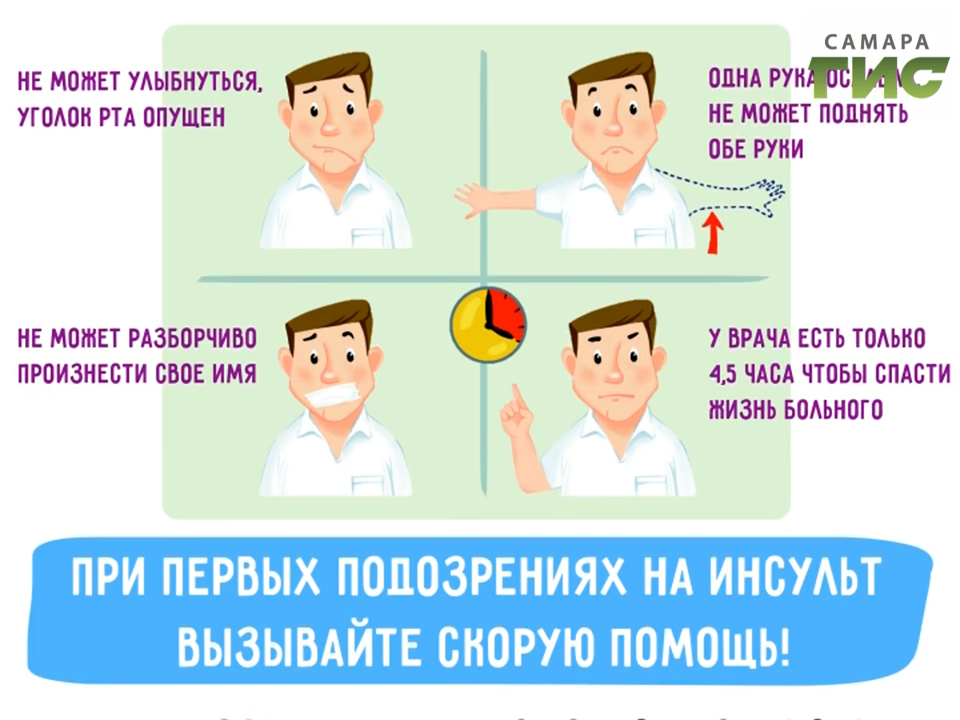 САМАРА
ТИС
НЕ МОЖЕТ УЛЫБНУТЬСЯ,
УГОЛОК РТА ОПУЩЕН
ОДНА РУКА
НЕ МОЖЕТ ПОДНЯТЬ
ОБЕ РУКИ
НЕ МОЖЕТ РАЗБОРЧИВО
ПРОИЗНЕСТИ СВОЕ ИМЯ
У ВРАЧА ЕСТЬ ТОЛЬКО
4,5 ЧАСА ЧТОБЫ СПАСТИ
ЖИЗНЬ БОЛЬНОГО
ПРИ ПЕРВЫХ ПОДОЗРЕНИЯХ НА ИНСУЛЬТ
ВЫЗЫВАЙТЕ СКОРУЮ ПОМОЩЬ!